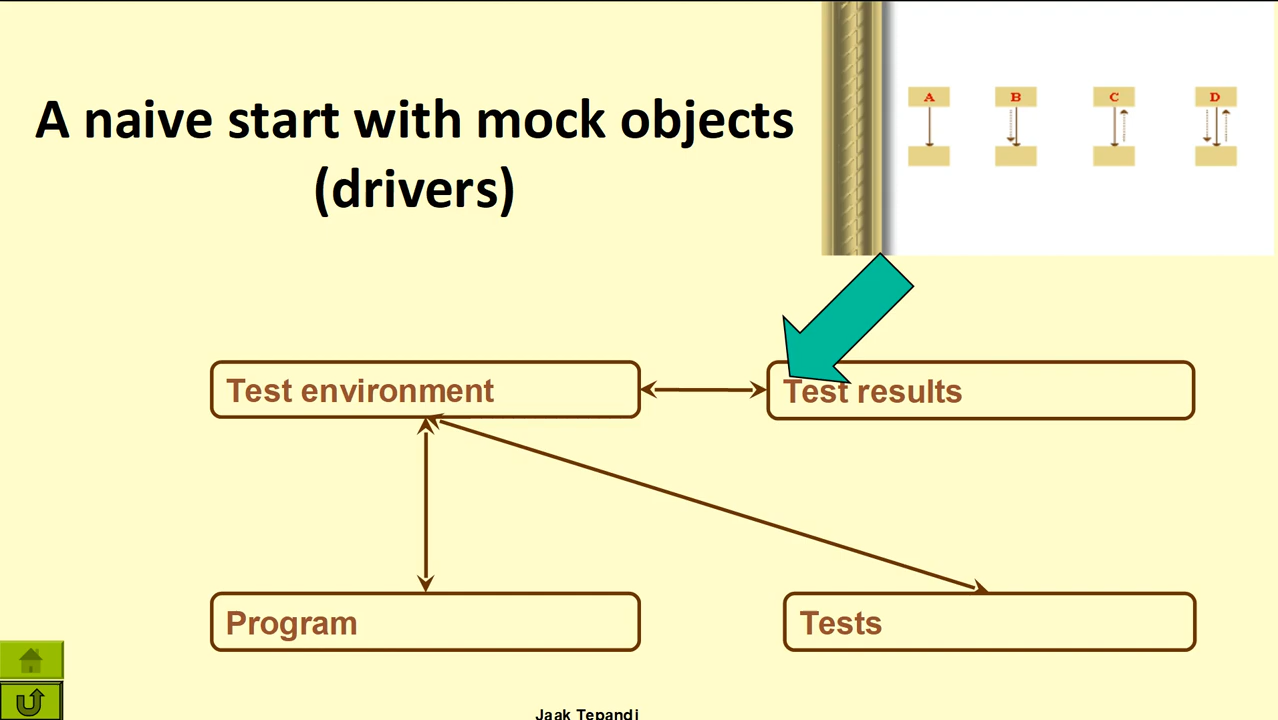 A naive start with mock objects
(drivers)
A B C D
Test environment
Test results
Program
Tests
Jaak Tepandi